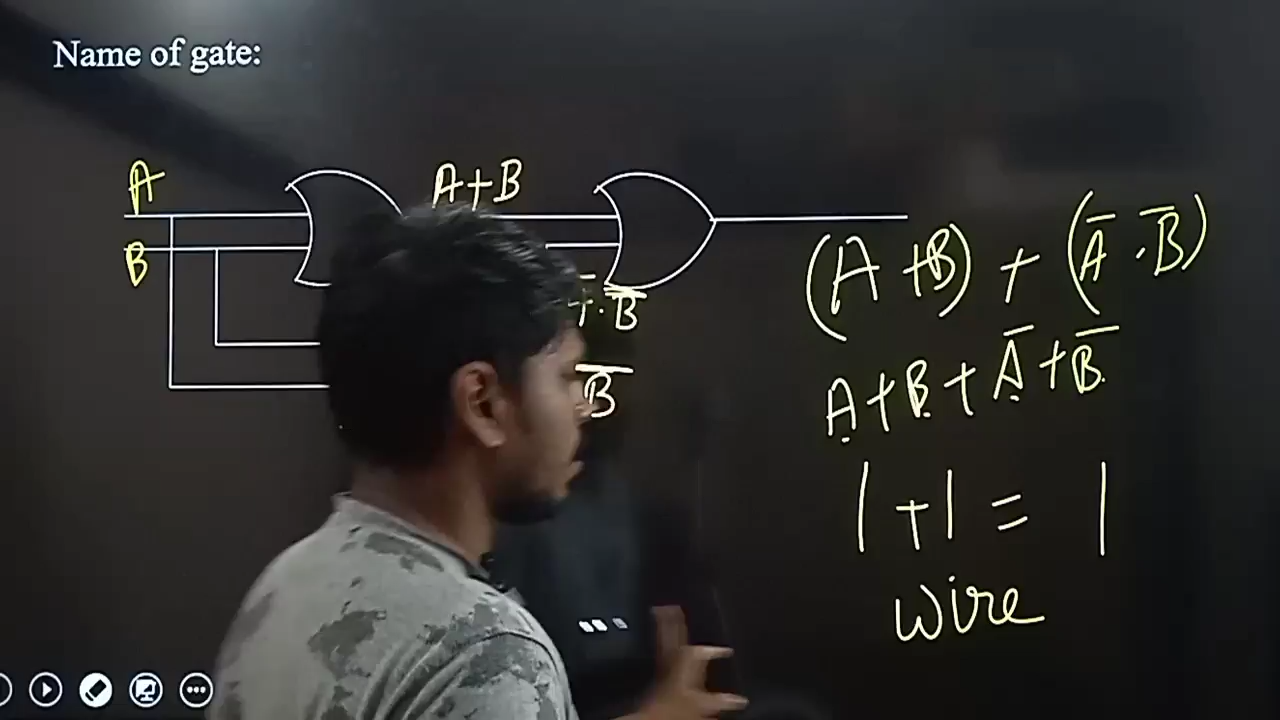 Name of gate:
A
A+B
B
(A+B) + (A̅ · B̅)
· B̅
A+B+A̅+B̅
B̅
1+1 = 1
wire